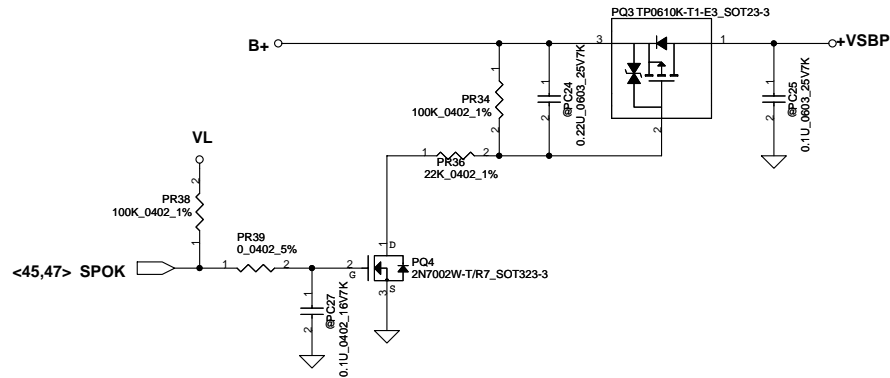 PQ3 TP0610K-T1-E3_SOT23-3
B+
3
1
+VSBP
1
2
PR34
100K_0402_1%
1
2
@PC24
0.22U_0603_25V7K
2
1
2
@PC25
0.1U_0603_25V7K
1
2
PR36
22K_0402_1%
VL
2
1
PR38
100K_0402_1%
PR39
0_0402_5%
<45,47> SPOK
1
2
2
G
1
D
3
S
PQ4
2N7002W-T/R7_SOT323-3
1
2
@PC27
0.1U_0402_16V7K